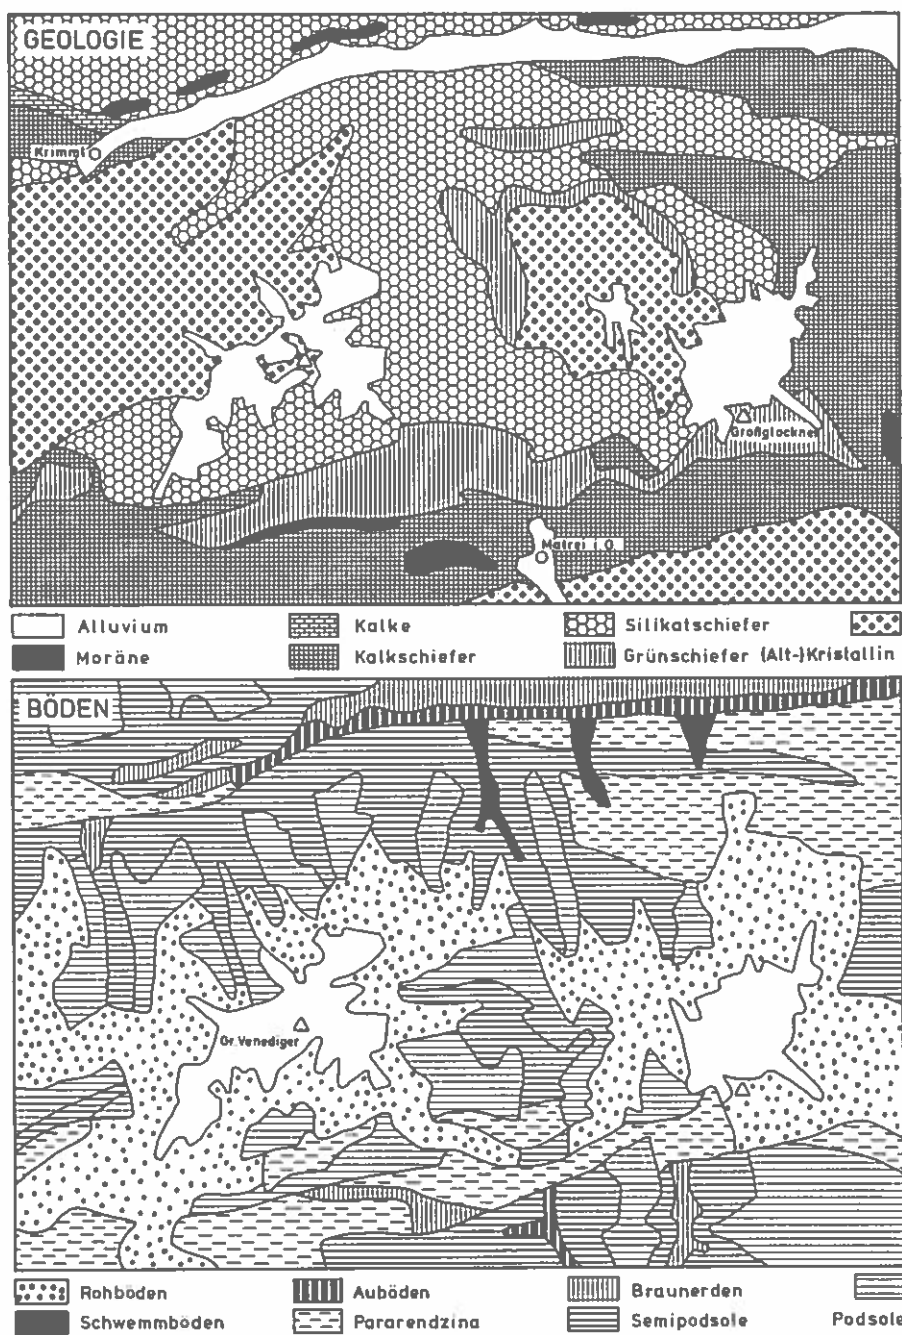 GEOLOGIE
Krimml
Großglockner
Matrei i.O.
Alluvium Kalke Silikatschiefer
Moräne Kalkschiefer Grünschiefer (Alt-)Kristallin
BÖDEN
Gr. Venediger
Rohböden Auböden Braunerden
Schwemmböden Pararendzina Semipodsole Podsole